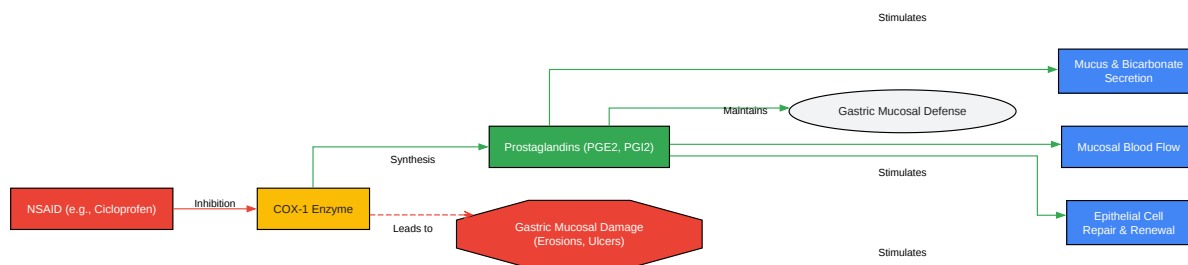 Stimulates
Mucus & Bicarbonate
Secretion
Maintains
Gastric Mucosal Defense
Prostaglandins (PGE2, PGI2)
Mucosal Blood Flow
Synthesis
Stimulates
NSAID (e.g., Cicloprofen)
Inhibition
COX-1 Enzyme
Leads to
Gastric Mucosal Damage
(Erosions, Ulcers)
Epithelial Cell
Repair & Renewal
Stimulates